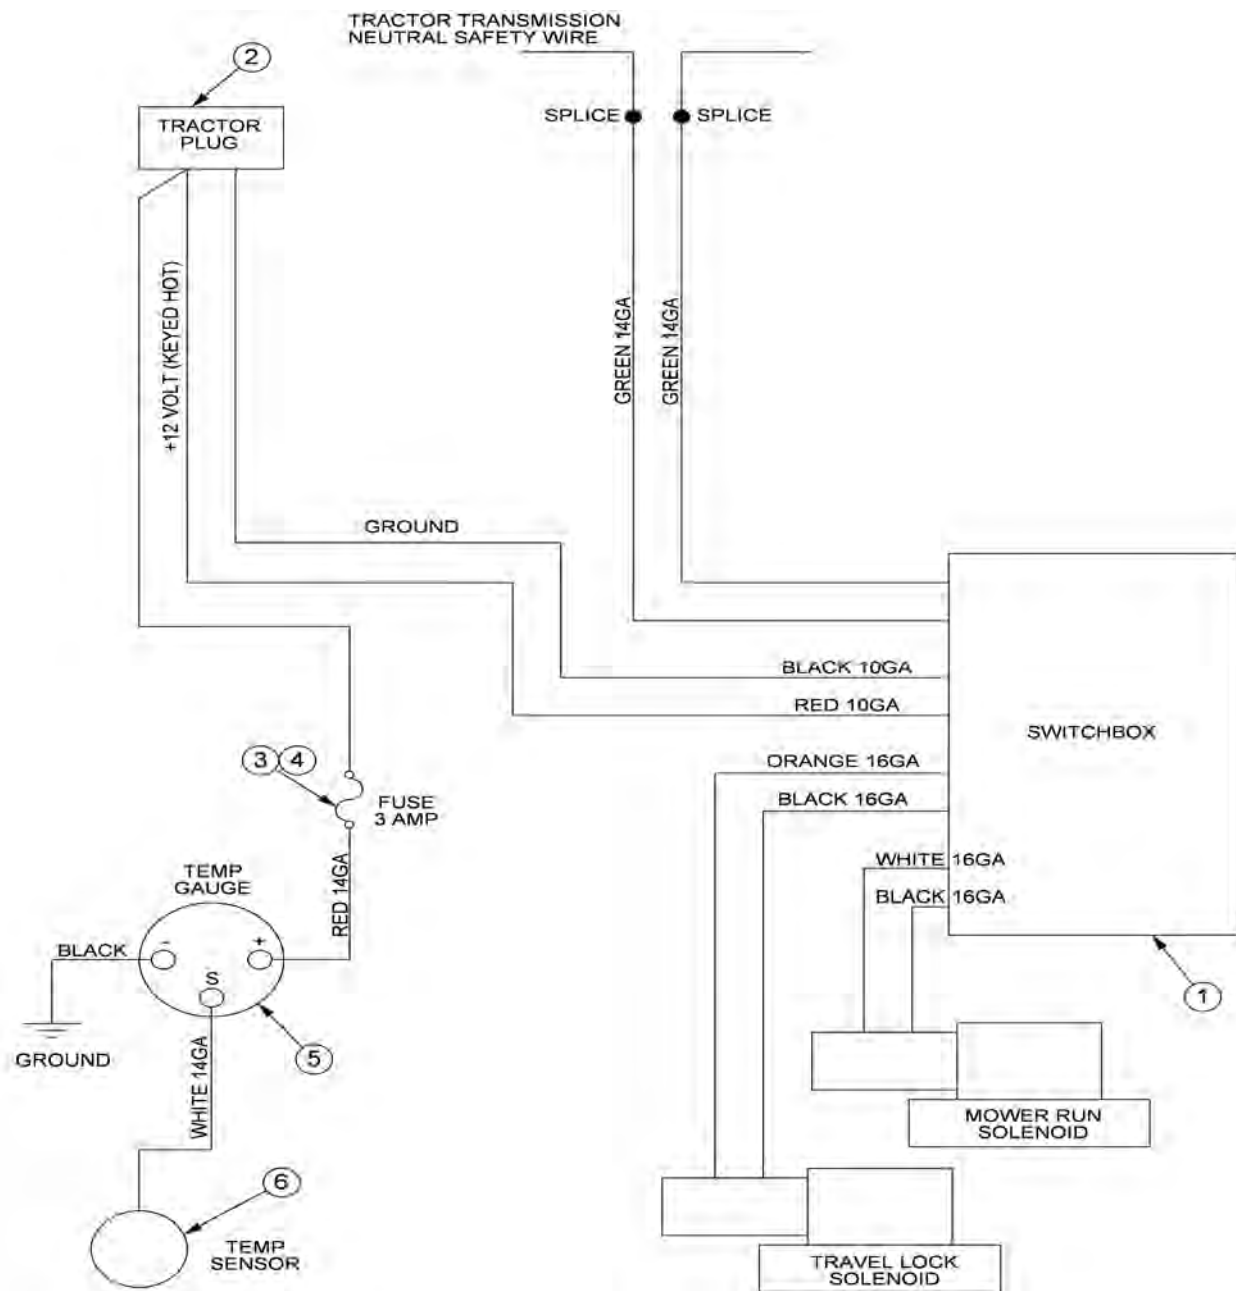 TRACTOR TRANSMISSION
NEUTRAL SAFETY WIRE
2
TRACTOR
PLUG
SPLICE
SPLICE
+12 VOLT (KEYED HOT)
GREEN 14GA
GREEN 14GA
GROUND
BLACK 10GA
RED 10GA
SWITCHBOX
ORANGE 16GA
BLACK 16GA
3
4
FUSE
3 AMP
WHITE 16GA
BLACK 16GA
TEMP
GAUGE
RED 14GA
BLACK
-
+
S
1
GROUND
5
WHITE 14GA
MOWER RUN
SOLENOID
6
TEMP
SENSOR
TRAVEL LOCK
SOLENOID